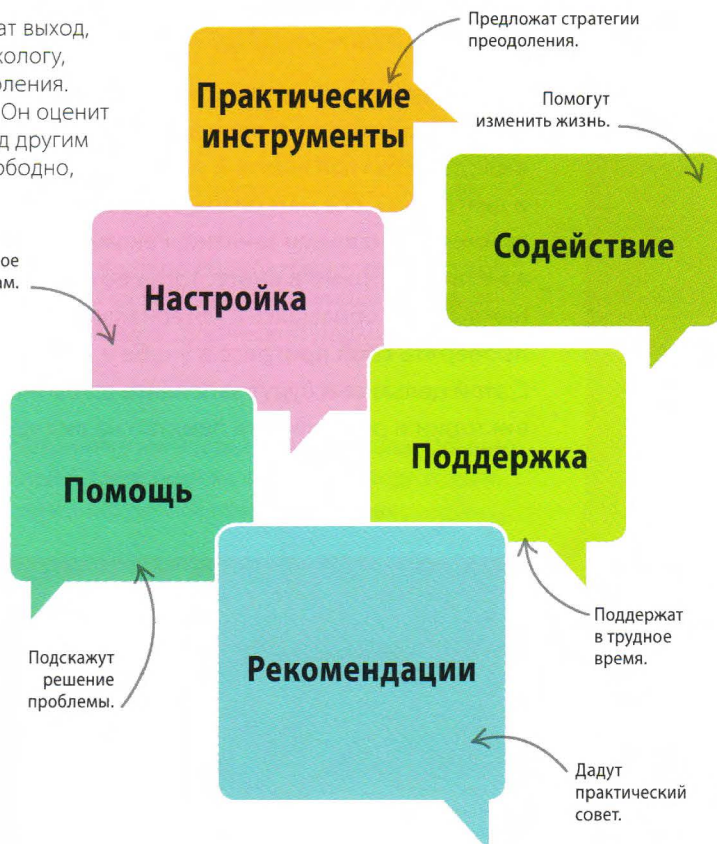 ат выход,
хологу,
оления.
Он оценит
д другим
ободно,
Предложат стратегии
преодоления.
Практические
инструменты
Помогут
изменить жизнь.
Содействие
ое
ам.
Настройка
Поддержка
Помощь
Поддержат
в трудное
время.
Подскажут
решение
проблемы.
Рекомендации
Дадут
практический
совет.